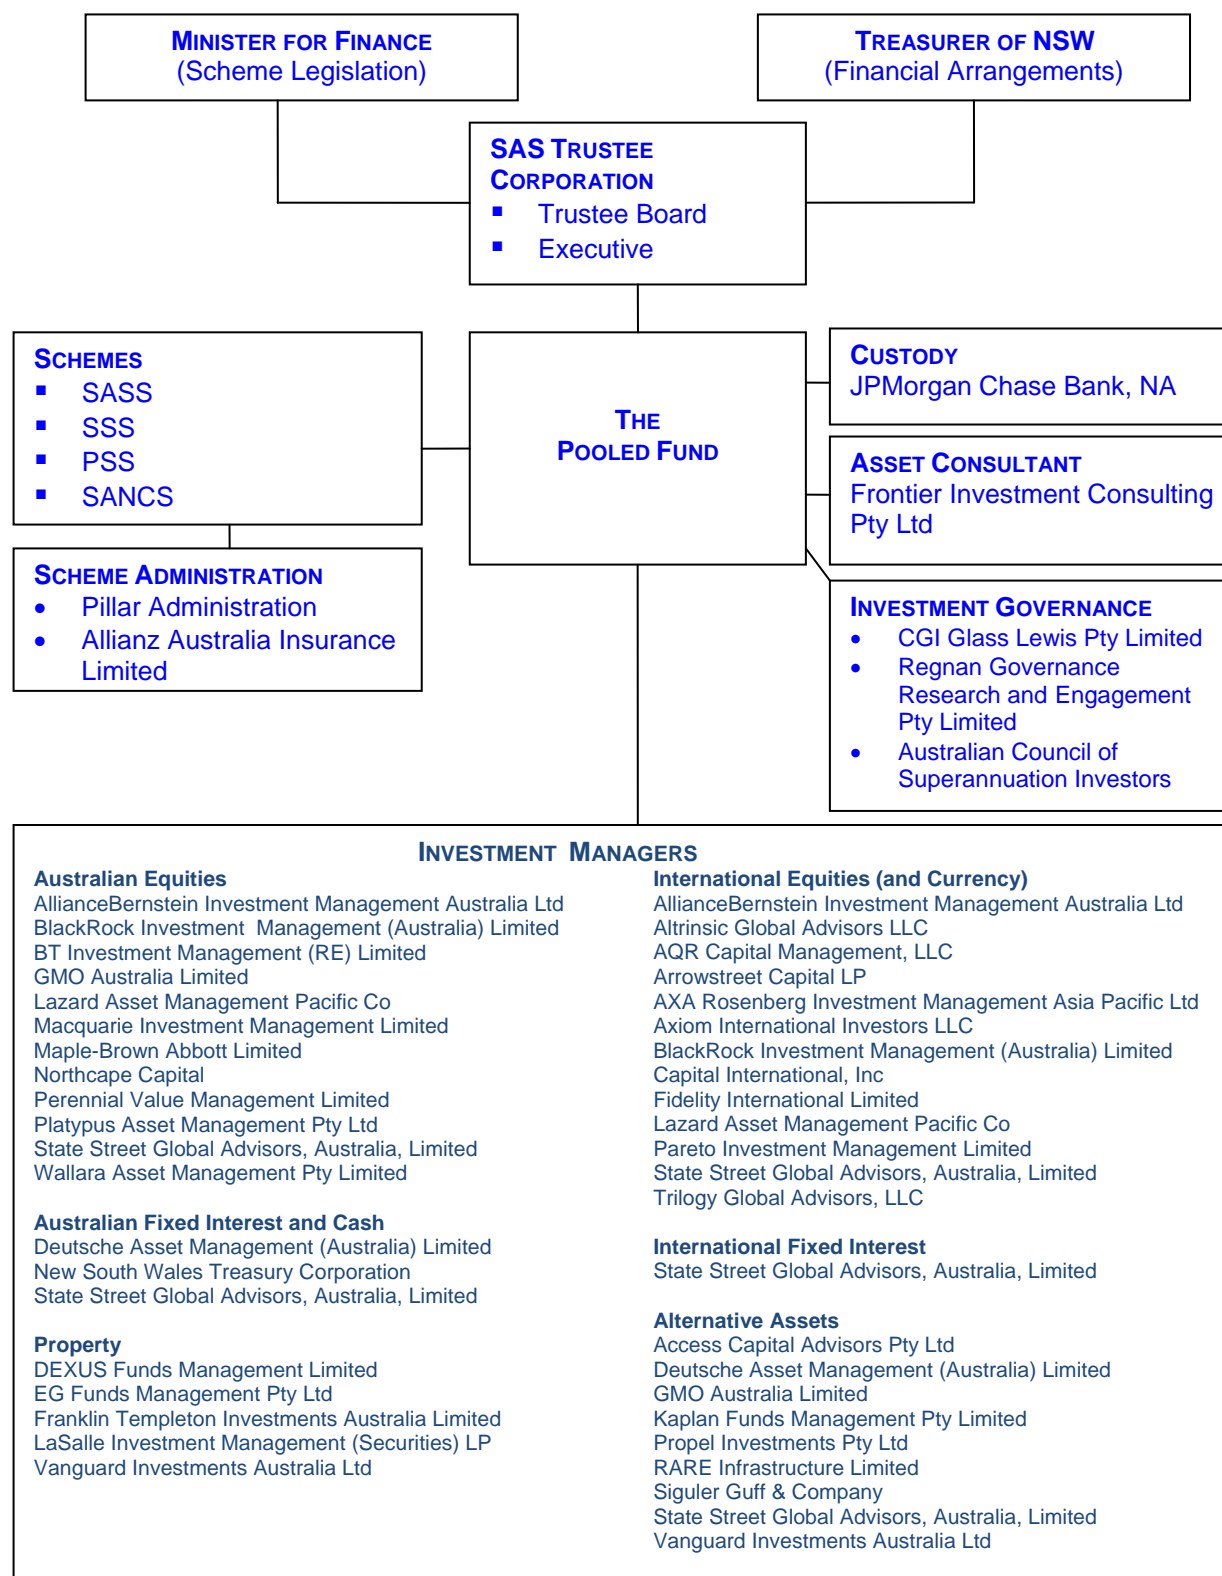 MINISTER FOR FINANCE
(Scheme Legislation)
TREASURER OF NSW
(Financial Arrangements)
SAS TRUSTEE
CORPORATION
▪ Trustee Board
▪ Executive
SCHEMES
▪ SASS
▪ SSS
▪ PSS
▪ SANCS
THE
POOLED FUND
CUSTODY
JPMorgan Chase Bank, NA
ASSET CONSULTANT
Frontier Investment Consulting
Pty Ltd
SCHEME ADMINISTRATION
• Pillar Administration
• Allianz Australia Insurance
Limited
INVESTMENT GOVERNANCE
• CGI Glass Lewis Pty Limited
• Regnan Governance
Research and Engagement
Pty Limited
• Australian Council of
Superannuation Investors
INVESTMENT MANAGERS
Australian Equities
AllianceBernstein Investment Management Australia Ltd
BlackRock Investment Management (Australia) Limited
BT Investment Management (RE) Limited
GMO Australia Limited
Lazard Asset Management Pacific Co
Macquarie Investment Management Limited
Maple-Brown Abbott Limited
Northcape Capital
Perennial Value Management Limited
Platypus Asset Management Pty Ltd
State Street Global Advisors, Australia, Limited
Wallara Asset Management Pty Limited
Australian Fixed Interest and Cash
Deutsche Asset Management (Australia) Limited
New South Wales Treasury Corporation
State Street Global Advisors, Australia, Limited
Property
DEXUS Funds Management Limited
EG Funds Management Pty Ltd
Franklin Templeton Investments Australia Limited
LaSalle Investment Management (Securities) LP
Vanguard Investments Australia Ltd
International Equities (and Currency)
AllianceBernstein Investment Management Australia Ltd
Altrinsic Global Advisors LLC
AQR Capital Management, LLC
Arrowstreet Capital LP
AXA Rosenberg Investment Management Asia Pacific Ltd
Axiom International Investors LLC
BlackRock Investment Management (Australia) Limited
Capital International, Inc
Fidelity International Limited
Lazard Asset Management Pacific Co
Pareto Investment Management Limited
State Street Global Advisors, Australia, Limited
Trilogy Global Advisors, LLC
International Fixed Interest
State Street Global Advisors, Australia, Limited
Alternative Assets
Access Capital Advisors Pty Ltd
Deutsche Asset Management (Australia) Limited
GMO Australia Limited
Kaplan Funds Management Pty Limited
Propel Investments Pty Ltd
RARE Infrastructure Limited
Siguler Guff & Company
State Street Global Advisors, Australia, Limited
Vanguard Investments Australia Ltd